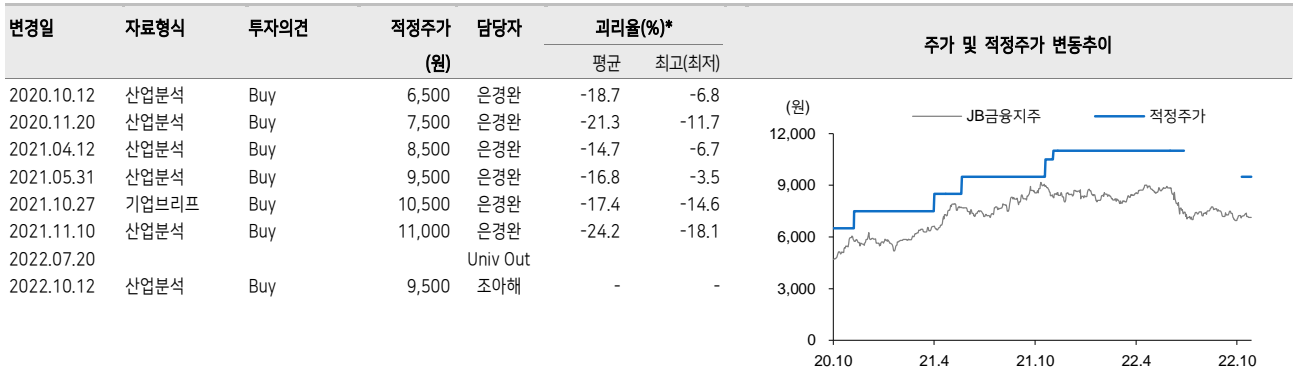 변경일 자료형식 투자의견 적정주가 담당자 괴리율(%)* 주가 및 적정주가 변동추이
(원) 평균 최고(최저)
2020.10.12 산업분석 Buy 6,500 은경완 -18.7 -6.8
2020.11.20 산업분석 Buy 7,500 은경완 -21.3 -11.7
2021.04.12 산업분석 Buy 8,500 은경완 -14.7 -6.7
2021.05.31 산업분석 Buy 9,500 은경완 -16.8 -3.5
2021.10.27 기업브리프 Buy 10,500 은경완 -17.4 -14.6
2021.11.10 산업분석 Buy 11,000 은경완 -24.2 -18.1
2022.07.20 Univ Out
2022.10.12 산업분석 Buy 9,500 조아해 - -
(원) JB금융지주 적정주가
12,000
9,000
6,000
3,000
0
20.10 21.4 21.10 22.4 22.10